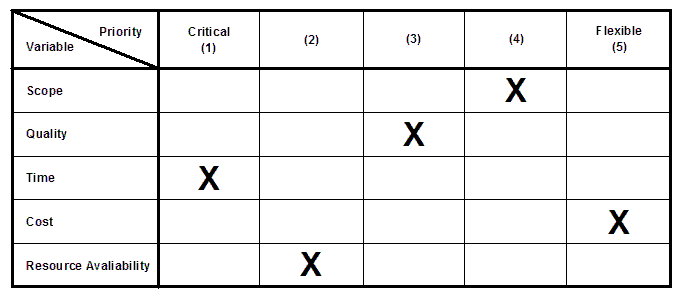 Priority
Variable
Critical
(1)
(2)
(3)
(4)
Flexible
(5)
Scope
X
Quality
X
Time
X
Cost
X
Resource Avaliability
X